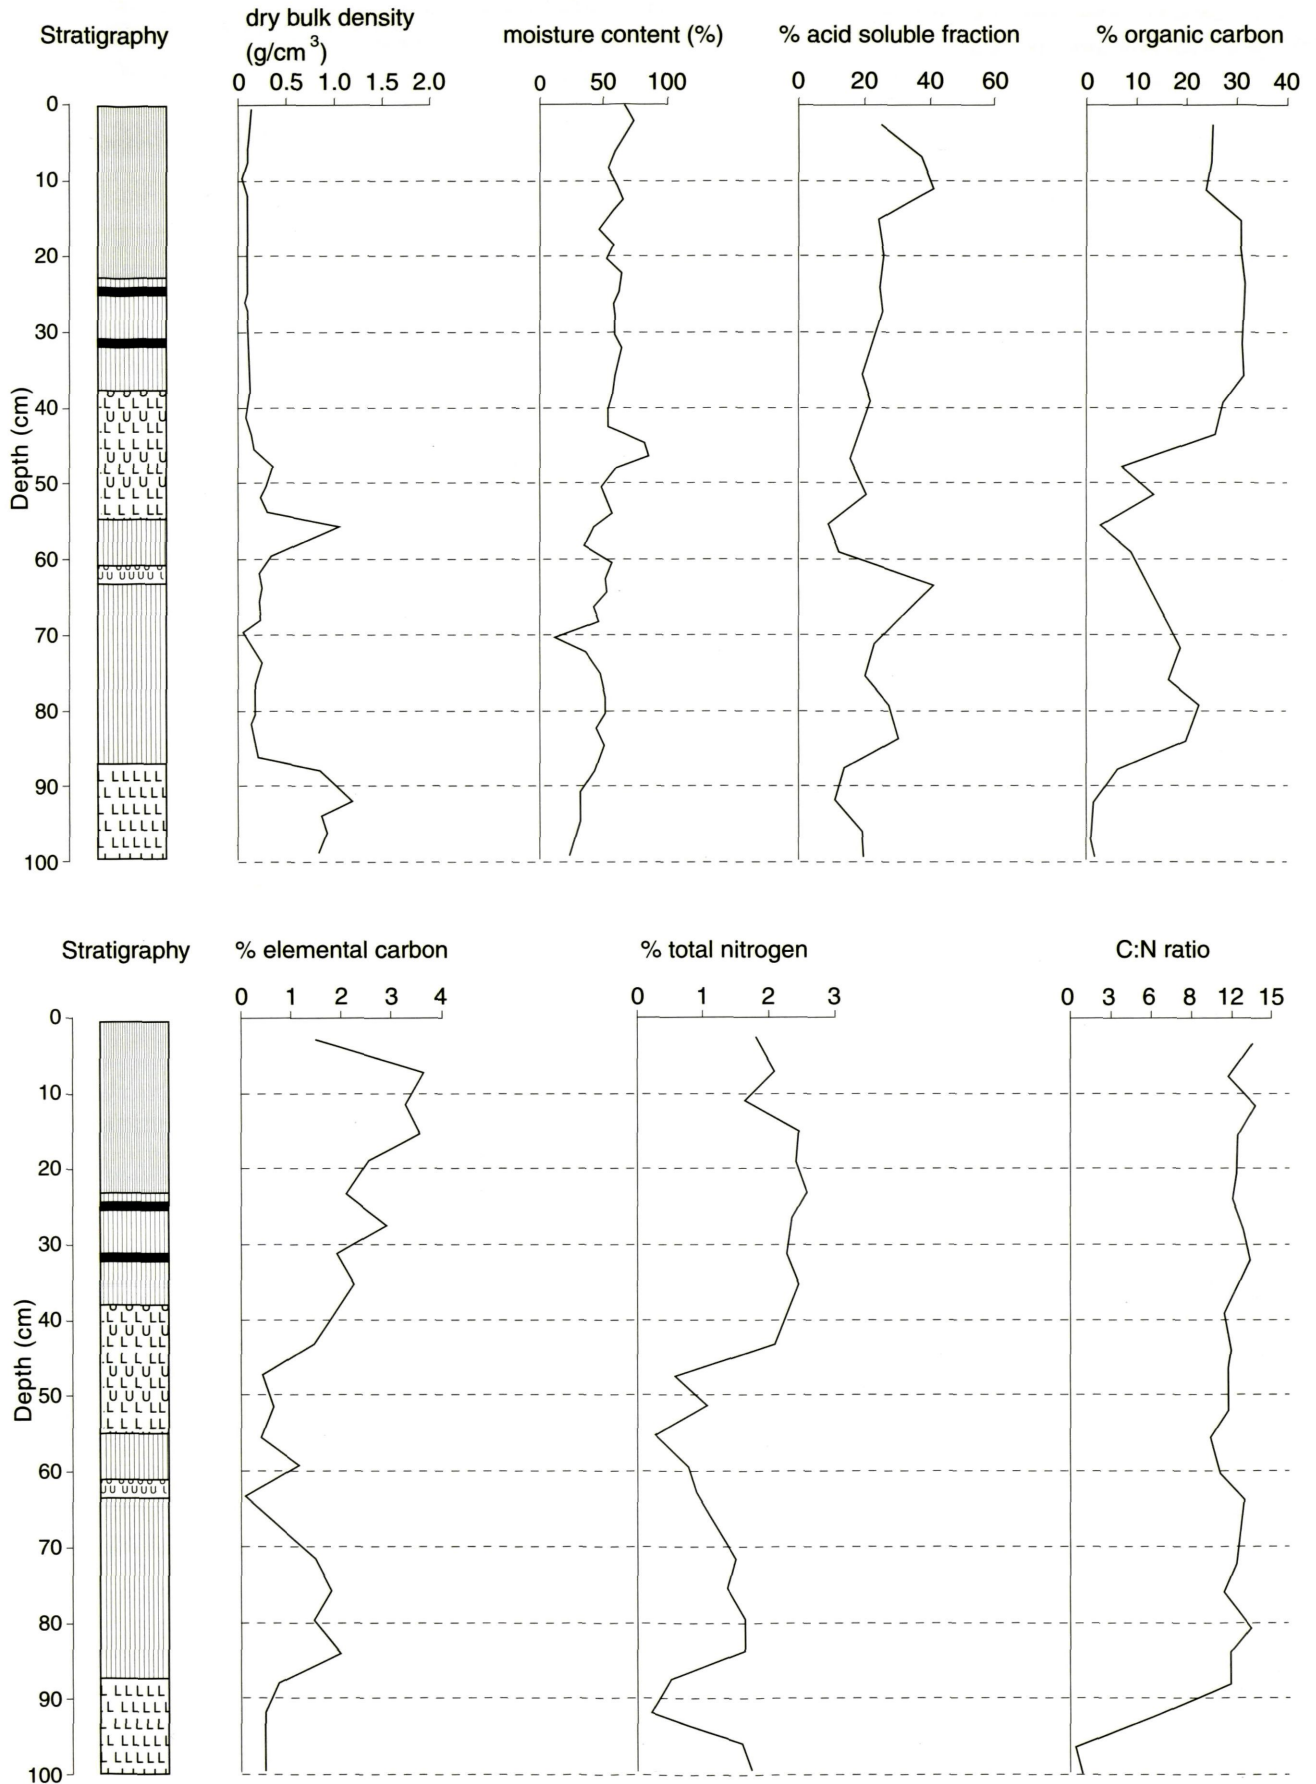 Stratigraphy
dry bulk density
(g/cm³)
moisture content (%)
% acid soluble fraction
% organic carbon
0 0.5 1.0 1.5 2.0
0 50 100
0 20 40 60
0 10 20 30 40
Depth (cm)
0
10
20
30
40
50
60
70
80
90
100
Stratigraphy
% elemental carbon
% total nitrogen
C:N ratio
0 1 2 3 4
0 1 2 3
0 3 6 9 12 15
Depth (cm)
0
10
20
30
40
50
60
70
80
90
100